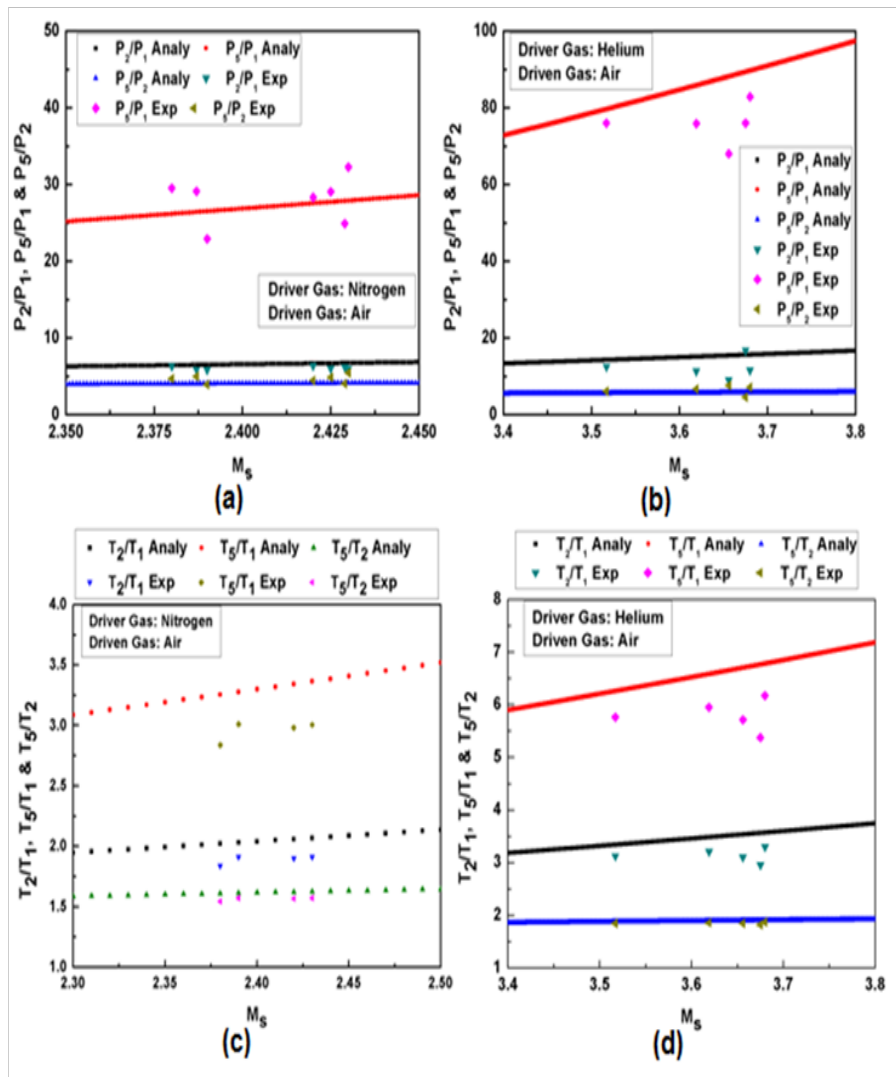 P2/P1 Analy P5/P1 Analy
P5/P2 Analy P2/P1 Exp
P5/P1 Exp P5/P2 Exp
Driver Gas: Nitrogen
Driven Gas: Air
P2/P1, P5/P1 & P5/P2
50
40
30
20
10
0
2.350 2.375 2.400 2.425 2.450
Ms
(a)
Driver Gas: Helium
Driven Gas: Air
P2/P1 Analy
P5/P1 Analy
P5/P2 Analy
P2/P1 Exp
P5/P1 Exp
P5/P2 Exp
P2/P1, P5/P1 & P5/P2
100
80
60
40
20
0
3.4 3.5 3.6 3.7 3.8
Ms
(b)
T2/T1 Analy T5/T1 Analy T5/T2 Analy
T2/T1 Exp T5/T1 Exp T5/T2 Exp
Driver Gas: Nitrogen
Driven Gas: Air
T2/T1, T5/T1 & T5/T2
4.0
3.5
3.0
2.5
2.0
1.5
1.0
2.30 2.35 2.40 2.45 2.50
Ms
(c)
T2/T1 Analy T5/T1 Analy T5/T2 Analy
T2/T1 Exp T5/T1 Exp T5/T2 Exp
Driver Gas: Helium
Driven Gas: Air
T2/T1, T5/T1 & T5/T2
8
7
6
5
4
3
2
1
3.4 3.5 3.6 3.7 3.8
Ms
(d)